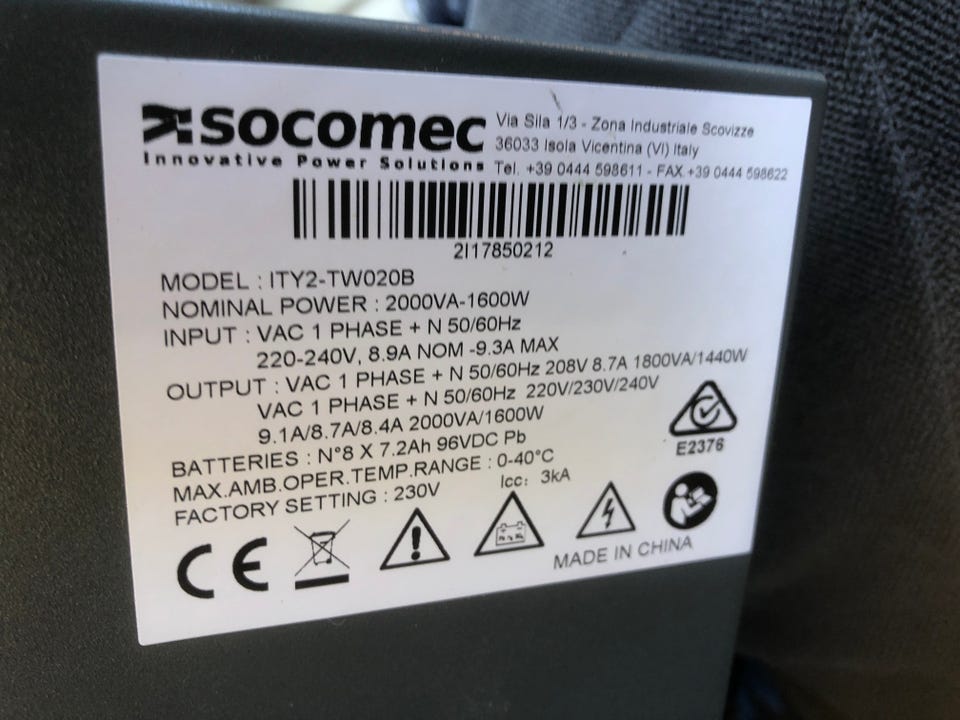 socomec
Innovative Power Solutions
Via Sila 1/3 - Zona Industriale Scovizze
36033 Isola Vicentina (VI) Italy
Tel. +39 0444 598611 - FAX +39 0444 598622
2I17850212
MODEL : ITY2-TW020B
NOMINAL POWER : 2000VA-1600W
INPUT : VAC 1 PHASE + N 50/60Hz
220-240V, 8.9A NOM -9.3A MAX
OUTPUT : VAC 1 PHASE + N 50/60Hz 208V 8.7A 1800VA/1440W
VAC 1 PHASE + N 50/60Hz 220V/230V/240V
9.1A/8.7A/8.4A 2000VA/1600W
BATTERIES : N°8 X 7.2Ah 96VDC Pb
MAX.AMB.OPER.TEMP.RANGE : 0-40°C
FACTORY SETTING : 230V
Icc: 3kA
E2376
CE
MADE IN CHINA